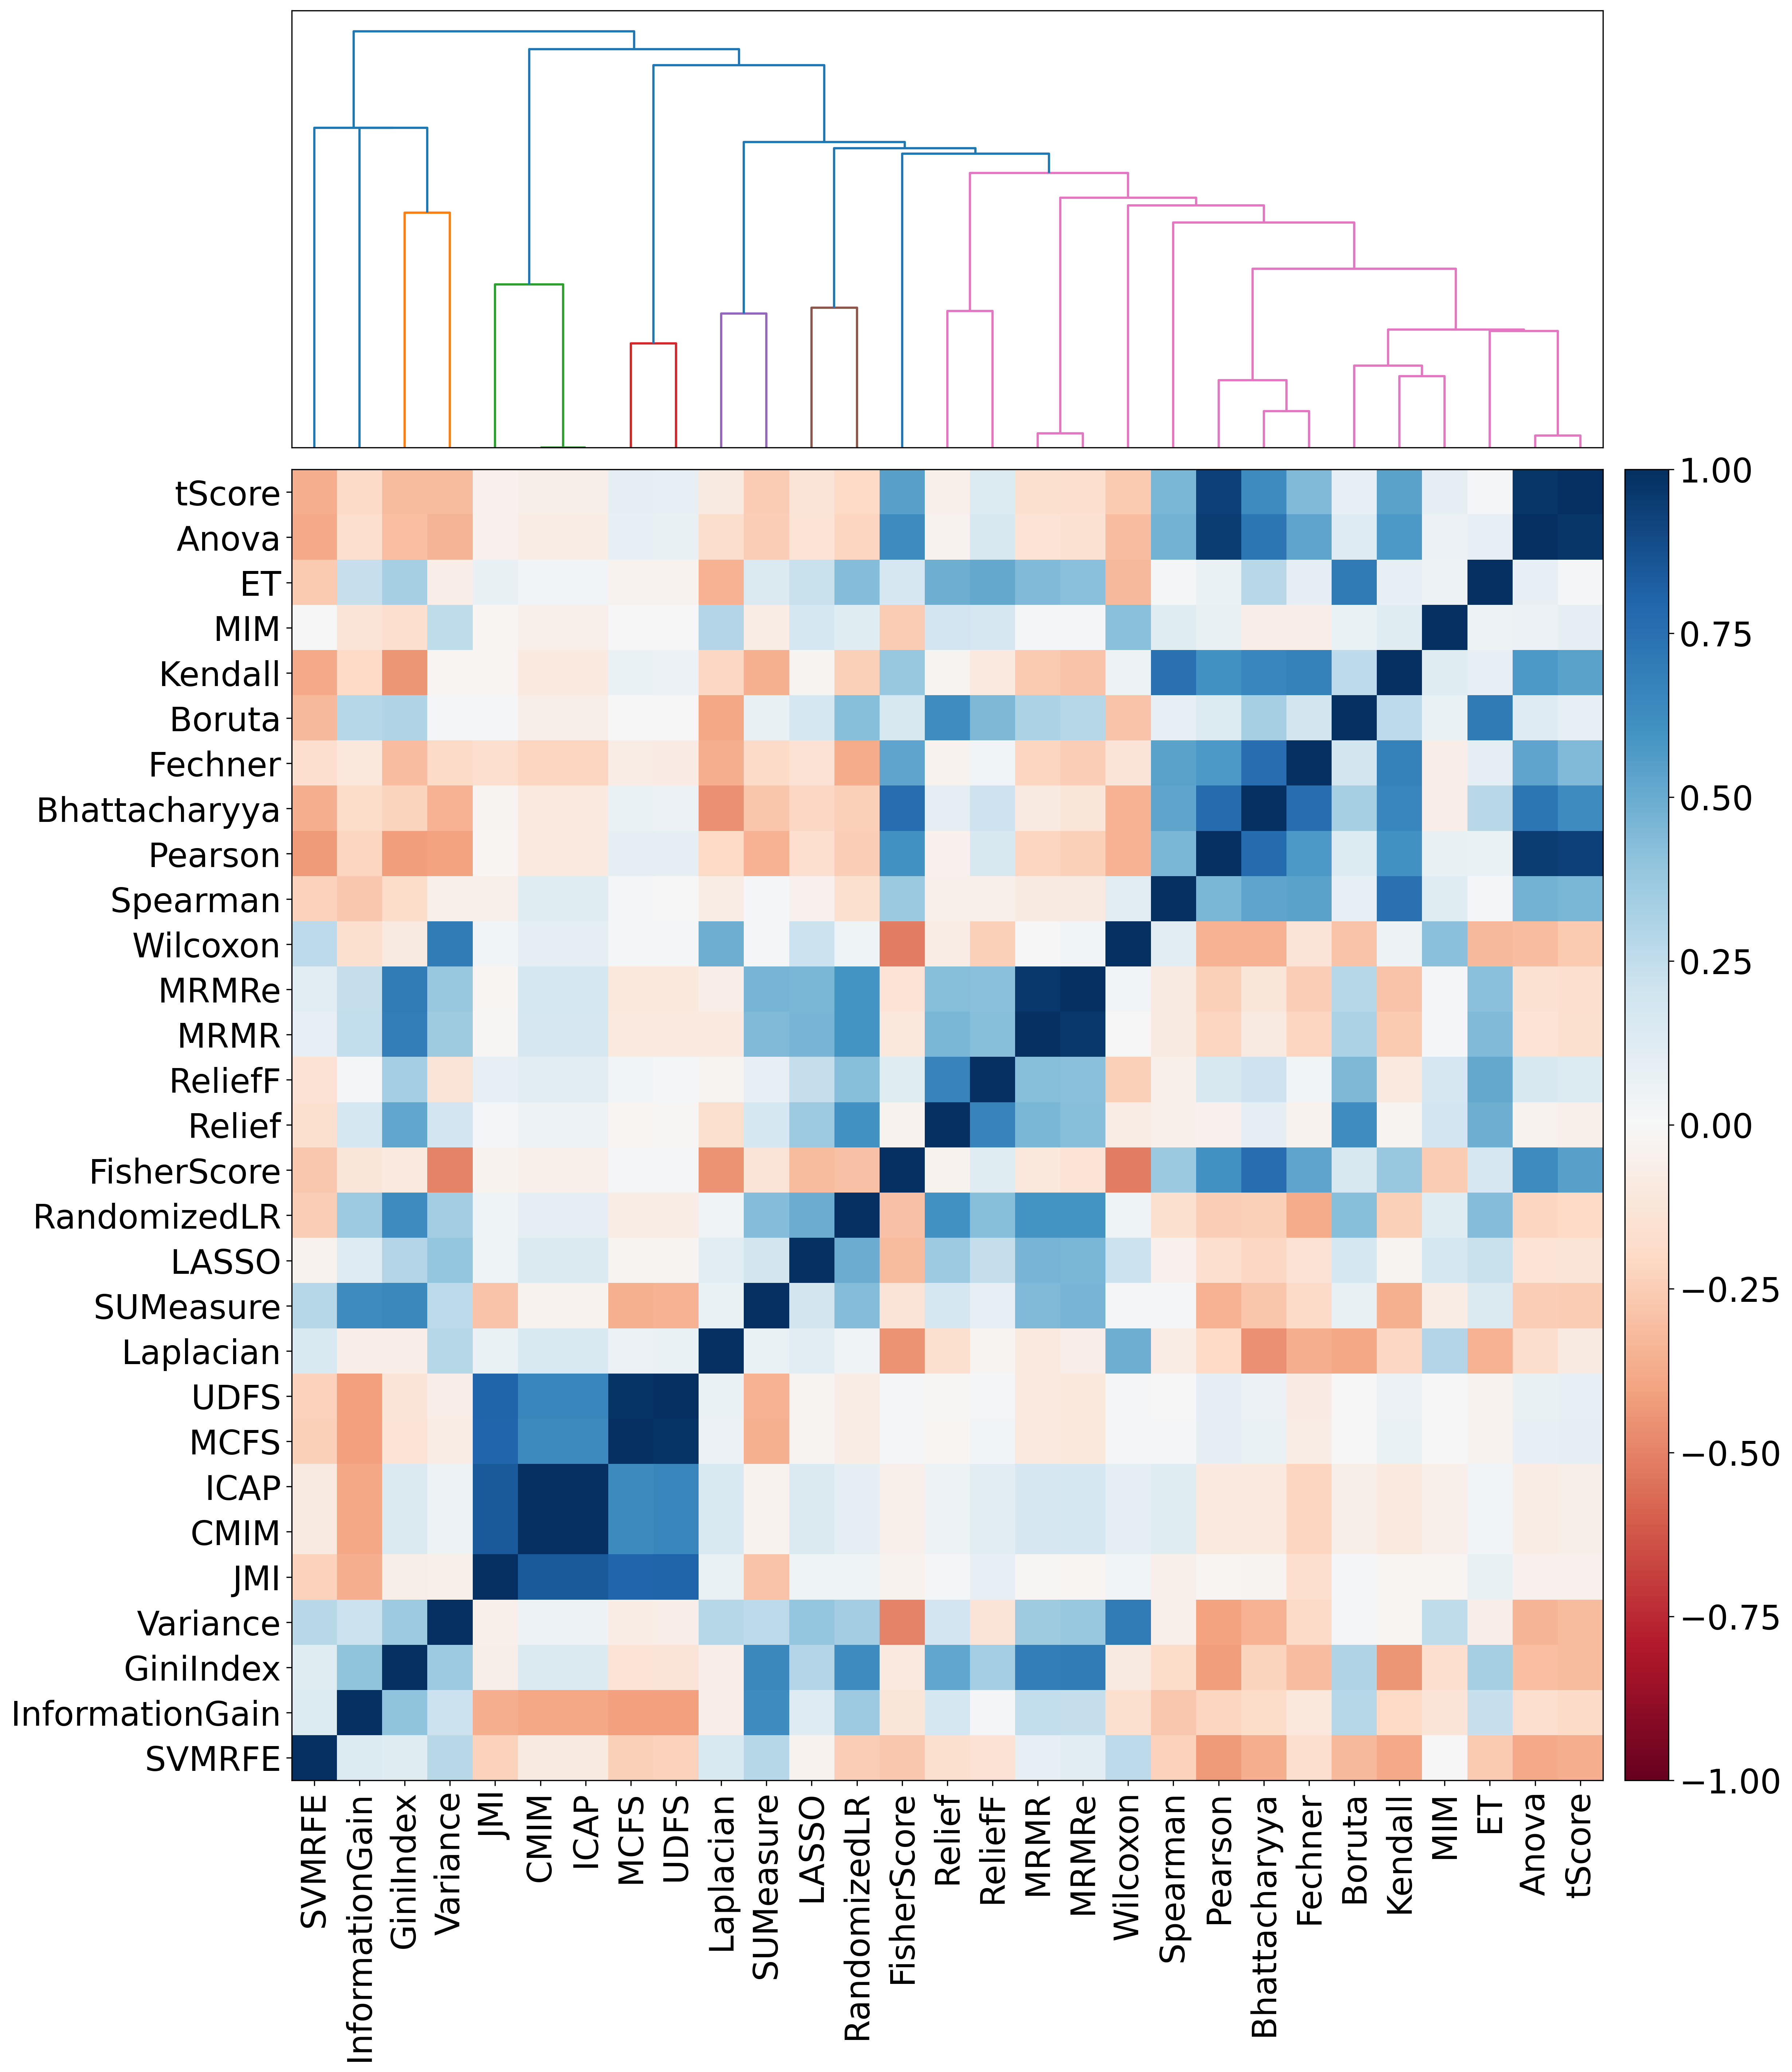 tScore
Anova
ET
MIM
Kendall
Boruta
Fechner
Bhattacharyya
Pearson
Spearman
Wilcoxon
MRMRe
MRMR
ReliefF
Relief
FisherScore
RandomizedLR
LASSO
SUMeasure
Laplacian
UDFS
MCFS
ICAP
CMIM
JMI
Variance
GiniIndex
InformationGain
SVMRFE
1.00
0.75
0.50
0.25
0.00
−0.25
−0.50
−0.75
−1.00
SVMRFE
InformationGain
GiniIndex
Variance
JMI
CMIM
ICAP
MCFS
UDFS
Laplacian
SUMeasure
LASSO
RandomizedLR
FisherScore
Relief
ReliefF
MRMR
MRMRe
Wilcoxon
Spearman
Pearson
Bhattacharyya
Fechner
Boruta
Kendall
MIM
ET
Anova
tScore